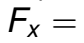 Fₓ =